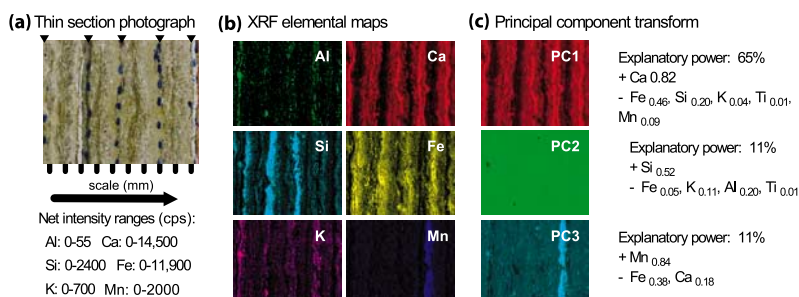 (a) Thin section photograph
scale (mm)
Net intensity ranges (cps):
Al: 0-55 Ca: 0-14,500
Si: 0-2400 Fe: 0-11,900
K: 0-700 Mn: 0-2000
(b) XRF elemental maps
Al
Ca
Si
Fe
K
Mn
(c) Principal component transform
PC1
Explanatory power: 65%
+ Ca 0.82
- Fe 0.46, Si 0.20, K 0.04, Ti 0.01,
Mn 0.09
PC2
Explanatory power: 11%
+ Si 0.52
- Fe 0.05, K 0.11, Al 0.20, Ti 0.01
PC3
Explanatory power: 11%
+ Mn 0.84
- Fe 0.38, Ca 0.18